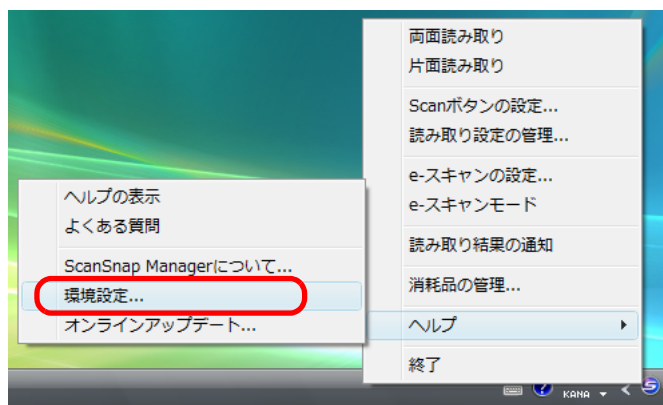 両面読み取り
片面読み取り
Scanボタンの設定...
読み取り設定の管理...
e-スキャンの設定...
e-スキャンモード
読み取り結果の通知
消耗品の管理...
ヘルプ
終了
ヘルプの表示
よくある質問
ScanSnap Managerについて...
環境設定...
オンラインアップデート...
KANA